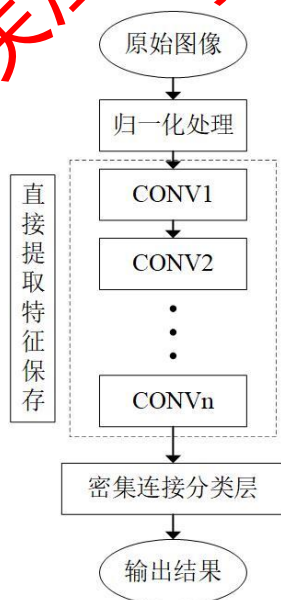 原始图像
归一化处理
CONV1
CONV2
CONVn
直接提取特征保存
密集连接分类层
输出结果